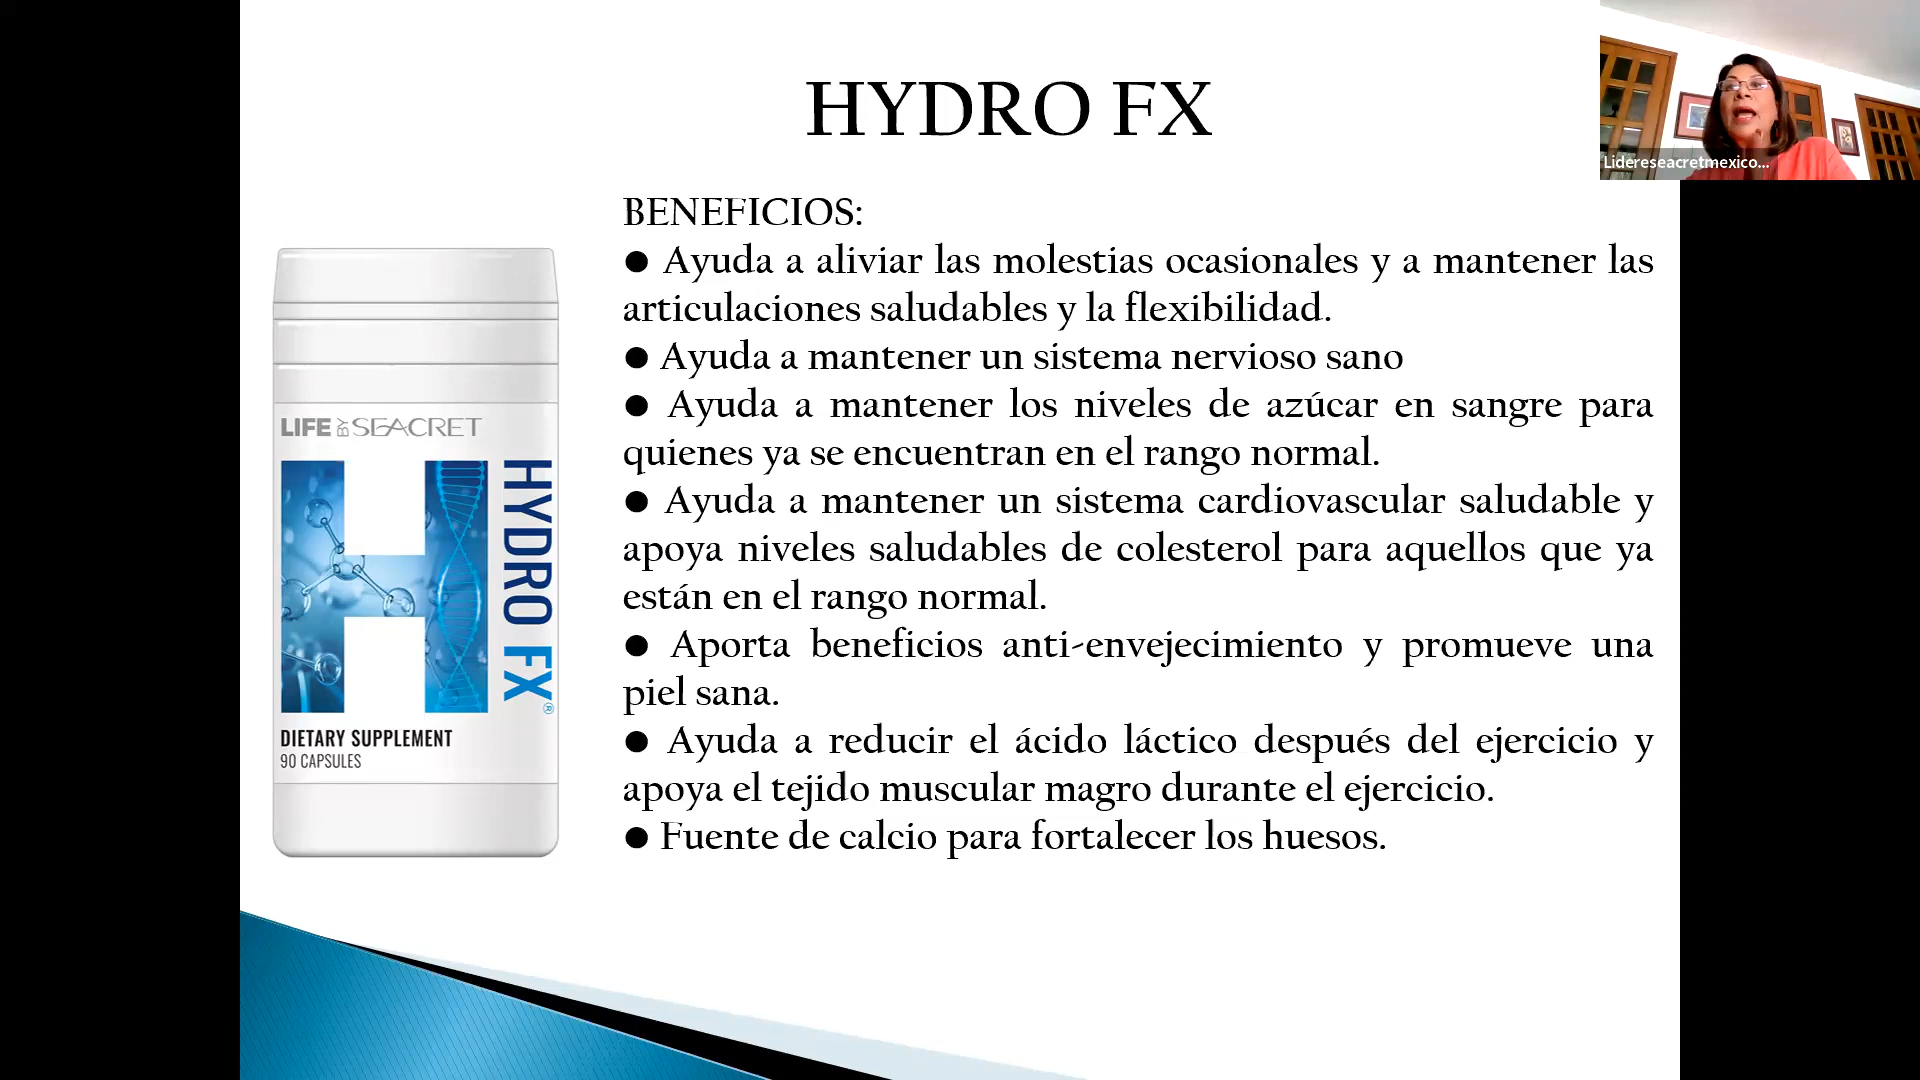 HYDRO FX
Lidereseacretmexico...
BENEFICIOS:
● Ayuda a aliviar las molestias ocasionales y a mantener las
articulaciones saludables y la flexibilidad.
● Ayuda a mantener un sistema nervioso sano
● Ayuda a mantener los niveles de azúcar en sangre para
quienes ya se encuentran en el rango normal.
● Ayuda a mantener un sistema cardiovascular saludable y
apoya niveles saludables de colesterol para aquellos que ya
están en el rango normal.
● Aporta beneficios anti-envejecimiento y promueve una
piel sana.
● Ayuda a reducir el ácido láctico después del ejercicio y
apoya el tejido muscular magro durante el ejercicio.
● Fuente de calcio para fortalecer los huesos.
LIFE BY SEACRET
H
HYDRO FX®
DIETARY SUPPLEMENT
90 CAPSULES